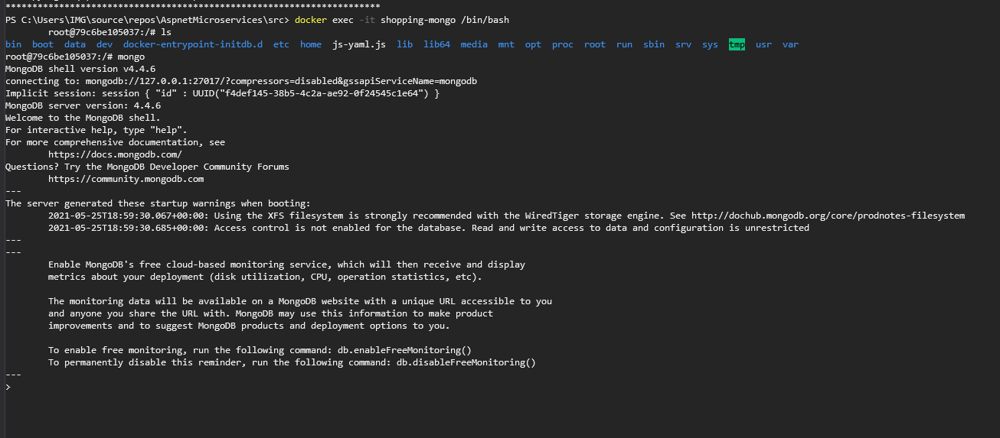 **********************************************************************
PS C:\Users\IMG\source\repos\AspnetMicroservices\src> docker exec -it shopping-mongo /bin/bash
root@79c6be105037:/# ls
bin boot data dev docker-entrypoint-initdb.d etc home js-yaml.js lib lib64 media mnt opt proc root run sbin srv sys tmp usr var
root@79c6be105037:/# mongo
MongoDB shell version v4.4.6
connecting to: mongodb://127.0.0.1:27017/?compressors=disabled&gssapiServiceName=mongodb
Implicit session: session { "id" : UUID("f4def145-38b5-4c2a-ae92-0f24545c1e64") }
MongoDB server version: 4.4.6
Welcome to the MongoDB shell.
For interactive help, type "help".
For more comprehensive documentation, see
https://docs.mongodb.com/
Questions? Try the MongoDB Developer Community Forums
https://community.mongodb.com
---
The server generated these startup warnings when booting:
2021-05-25T18:59:30.067+00:00: Using the XFS filesystem is strongly recommended with the WiredTiger storage engine. See http://dochub.mongodb.org/core/prodnotes-filesystem
2021-05-25T18:59:30.685+00:00: Access control is not enabled for the database. Read and write access to data and configuration is unrestricted
---
---
Enable MongoDB's free cloud-based monitoring service, which will then receive and display
metrics about your deployment (disk utilization, CPU, operation statistics, etc).
The monitoring data will be available on a MongoDB website with a unique URL accessible to you
and anyone you share the URL with. MongoDB may use this information to make product
improvements and to suggest MongoDB products and deployment options to you.
To enable free monitoring, run the following command: db.enableFreeMonitoring()
To permanently disable this reminder, run the following command: db.disableFreeMonitoring()
---
>